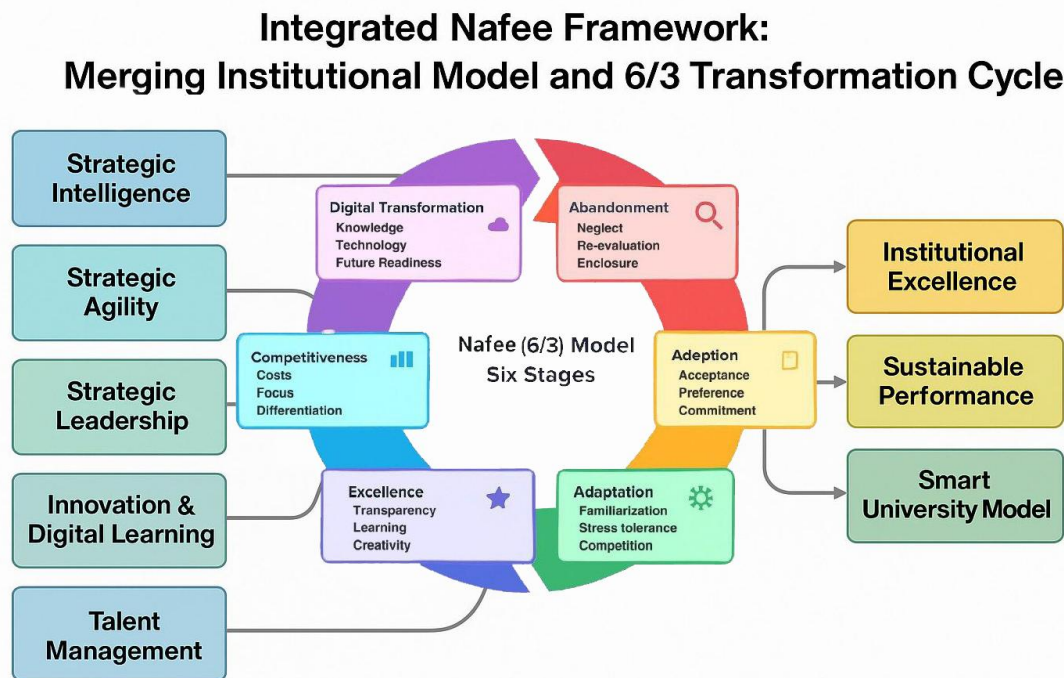 Integrated Nafee Framework:
Merging Institutional Model and 6/3 Transformation Cycle
Strategic
Intelligence
Strategic
Agility
Strategic
Leadership
Innovation &
Digital Learning
Talent
Management
Digital Transformation
Knowledge
Technology
Future Readiness
Abandonment
Neglect
Re-evaluation
Enclosure
Competitiveness
Costs
Focus
Differentiation
Nafee (6/3) Model
Six Stages
Adeption
Acceptance
Preference
Commitment
Excellence
Transparency
Learning
Creativity
Adaptation
Familiarization
Stress tolerance
Competition
Institutional
Excellence
Sustainable
Performance
Smart
University Model